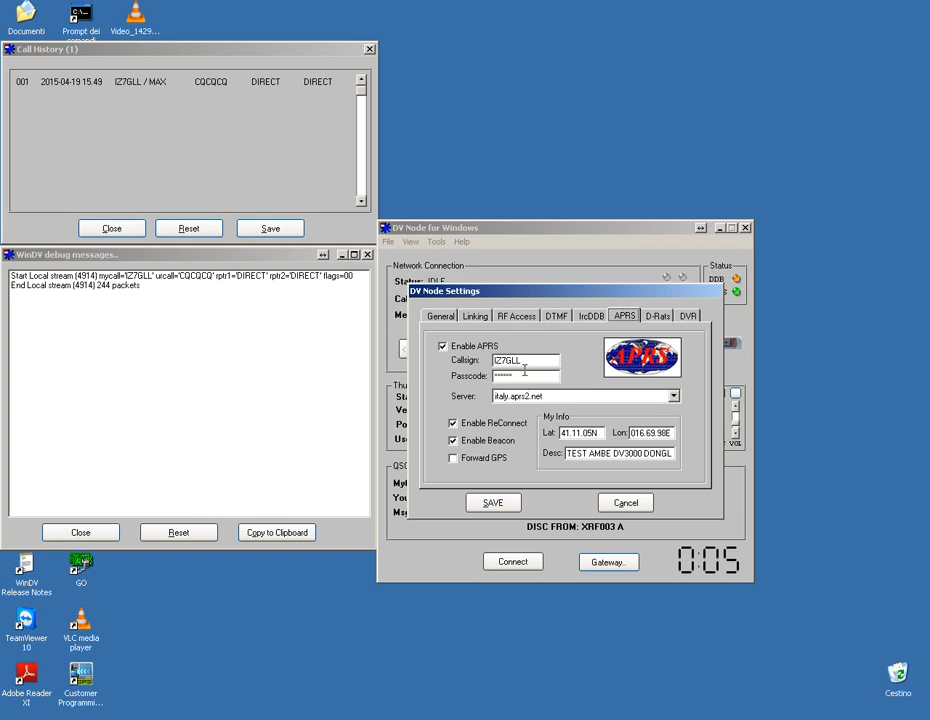 Documenti
Prompt dei comandi
Video_1429...
Call History (1)
001 2015-04-19 15.49 IZ7GLL / MAX CQCQCQ DIRECT DIRECT
Close Reset Save
WinDV debug messages..
Start Local stream (4914) mycall='IZ7GLL' urcall='CQCQCQ' rptr1='DIRECT' rptr2='DIRECT' flags=00
End Local stream (4914) 244 packets
Close Reset Copy to Clipboard
DV Node for Windows
File View Tools Help
Network Connection
Status: IDLE
Status
DDB
DV Node Settings
General Linking RF Access DTMF IrcDDB APRS D-Rats DVR
Enable APRS
APRS
Callsign: IZ7GLL
Passcode: ******
Server: italy.aprs2.net
Enable ReConnect
Enable Beacon
Forward GPS
My Info
Lat: 41.11.05N Lon: 016.69.98E
Desc: TEST AMBE DV3000 DONGL
SAVE Cancel
VOL
DISC FROM: XRF003 A
Connect Gateway.. 0:05
WinDV Release Notes
GO
TeamViewer 10
VLC media player
Adobe Reader XI
Customer Programmi...
Cestino